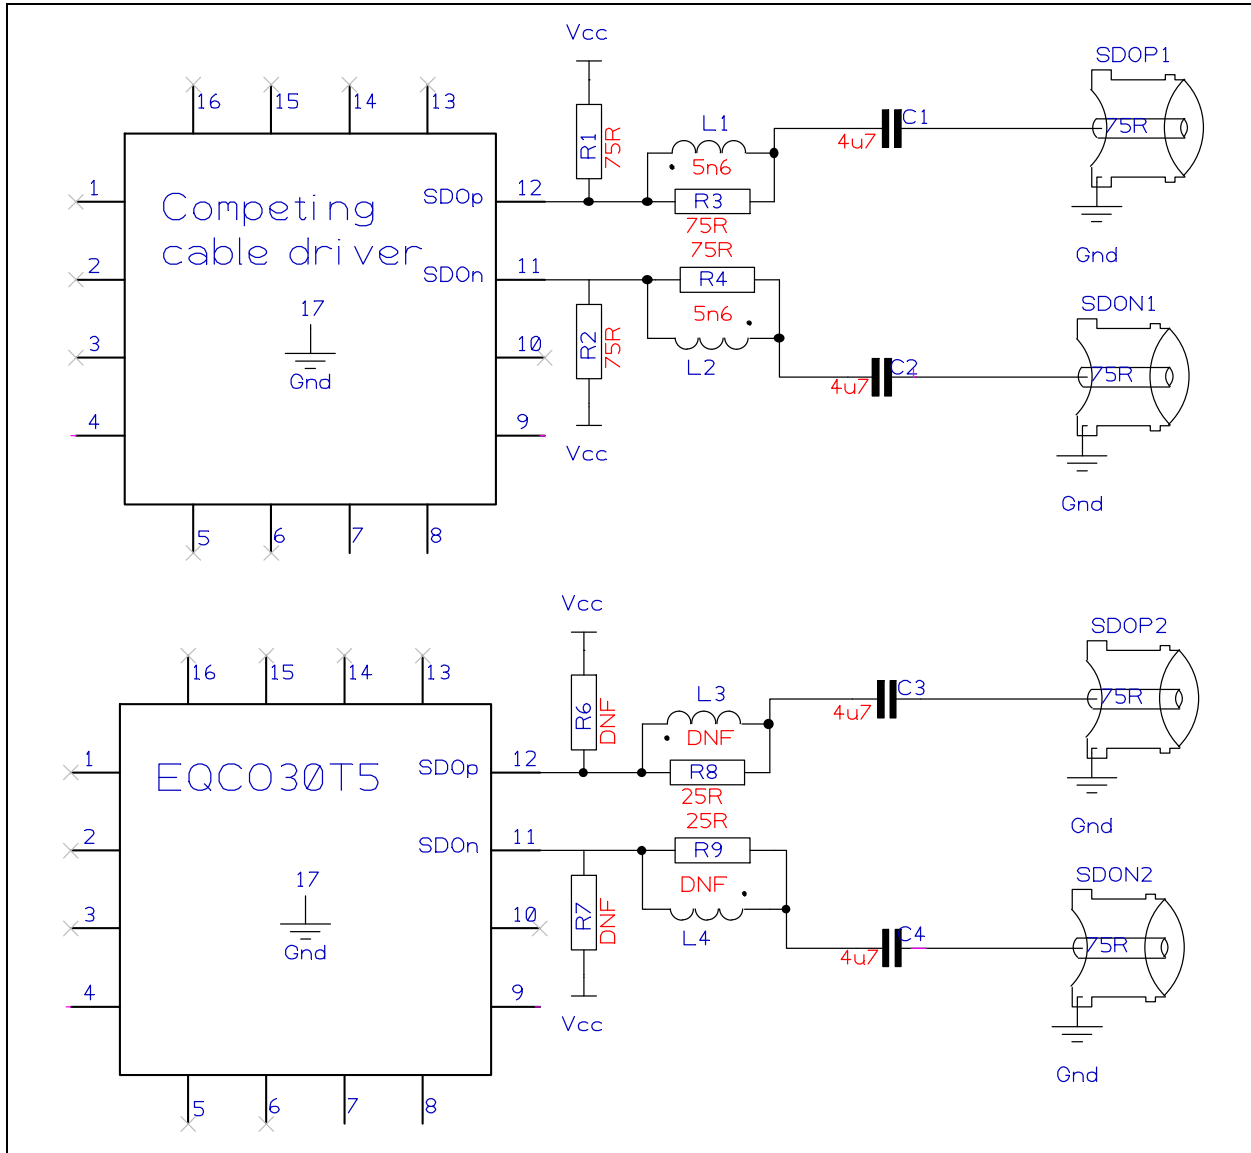 Vcc
SDOP1
16
15
14
13
R1
75R
L1
5n6
4u7
C1
75R
1
Competing
cable driver
SDOp
12
R3
75R
Gnd
75R
2
SDOn
11
R4
5n6
SDON1
17
Gnd
3
10
R2
75R
L2
4u7
C2
75R
4
9
Vcc
Gnd
5
6
7
8
Vcc
SDOP2
16
15
14
13
R6
DNF
L3
DNF
4u7
C3
75R
1
EQCO30T5
SDOp
12
R8
25R
25R
Gnd
2
SDOn
11
R9
DNF
SDON2
17
Gnd
3
10
R7
DNF
L4
4u7
C4
75R
4
9
Vcc
Gnd
5
6
7
8